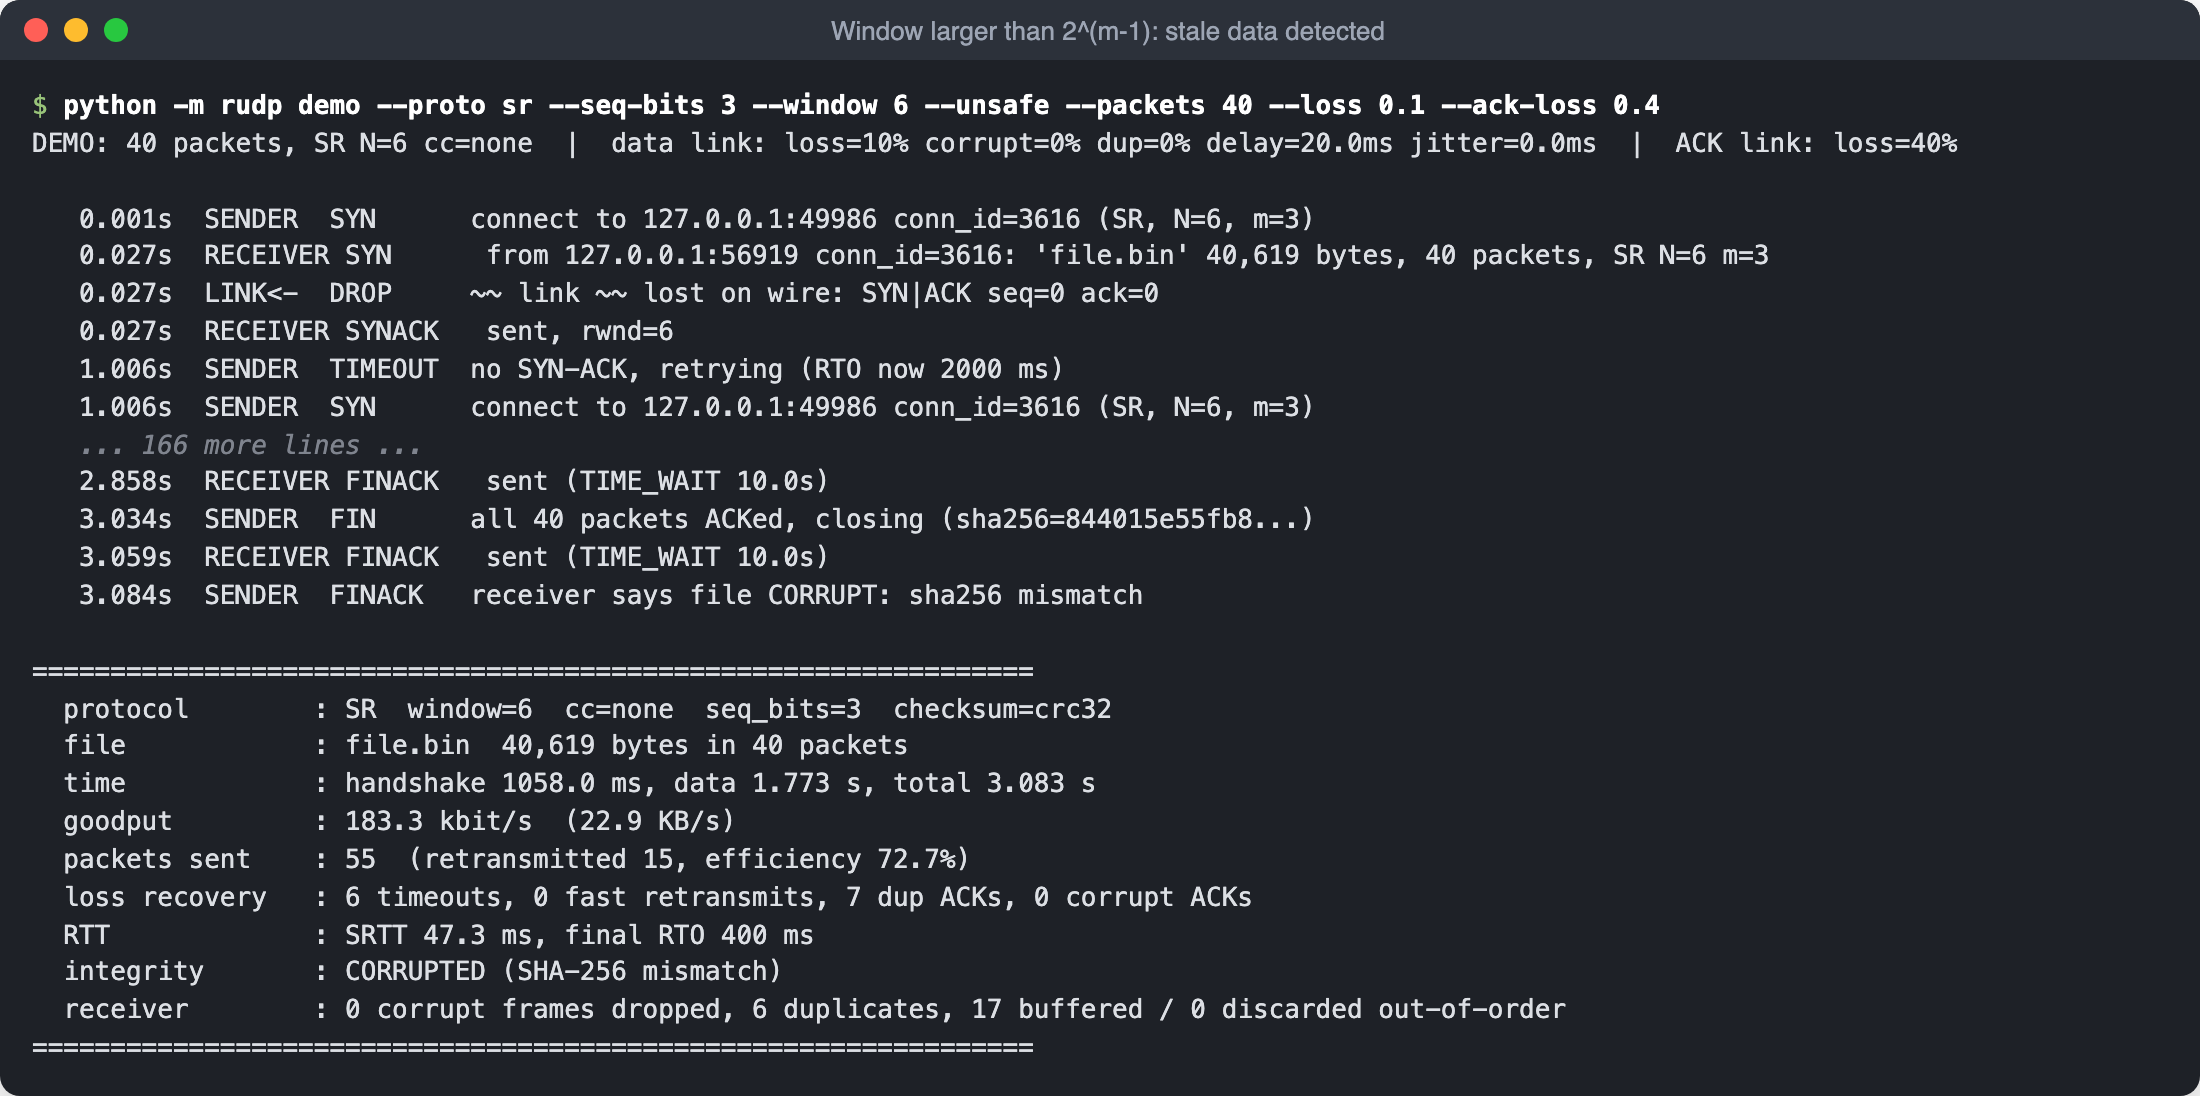 Window larger than 2^(m-1): stale data detected
$ python -m rudp demo --proto sr --seq-bits 3 --window 6 --unsafe --packets 40 --loss 0.1 --ack-loss 0.4
DEMO: 40 packets, SR N=6 cc=none  |  data link: loss=10% corrupt=0% dup=0% delay=20.0ms jitter=0.0ms  |  ACK link: loss=40%
   0.001s  SENDER  SYN      connect to 127.0.0.1:49986 conn_id=3616 (SR, N=6, m=3)
   0.027s  RECEIVER SYN      from 127.0.0.1:56919 conn_id=3616: 'file.bin' 40,619 bytes, 40 packets, SR N=6 m=3
   0.027s  LINK<-  DROP     ~~ link ~~ lost on wire: SYN|ACK seq=0 ack=0
   0.027s  RECEIVER SYNACK   sent, rwnd=6
   1.006s  SENDER  TIMEOUT  no SYN-ACK, retrying (RTO now 2000 ms)
   1.006s  SENDER  SYN      connect to 127.0.0.1:49986 conn_id=3616 (SR, N=6, m=3)
   ... 166 more lines ...
   2.858s  RECEIVER FINACK   sent (TIME_WAIT 10.0s)
   3.034s  SENDER  FIN      all 40 packets ACKed, closing (sha256=844015e55fb8...)
   3.059s  RECEIVER FINACK   sent (TIME_WAIT 10.0s)
   3.084s  SENDER  FINACK   receiver says file CORRUPT: sha256 mismatch
================================================================
  protocol        : SR  window=6  cc=none  seq_bits=3  checksum=crc32
  file            : file.bin  40,619 bytes in 40 packets
  time            : handshake 1058.0 ms, data 1.773 s, total 3.083 s
  goodput         : 183.3 kbit/s  (22.9 KB/s)
  packets sent    : 55  (retransmitted 15, efficiency 72.7%)
  loss recovery   : 6 timeouts, 0 fast retransmits, 7 dup ACKs, 0 corrupt ACKs
  RTT             : SRTT 47.3 ms, final RTO 400 ms
  integrity       : CORRUPTED (SHA-256 mismatch)
  receiver        : 0 corrupt frames dropped, 6 duplicates, 17 buffered / 0 discarded out-of-order
================================================================